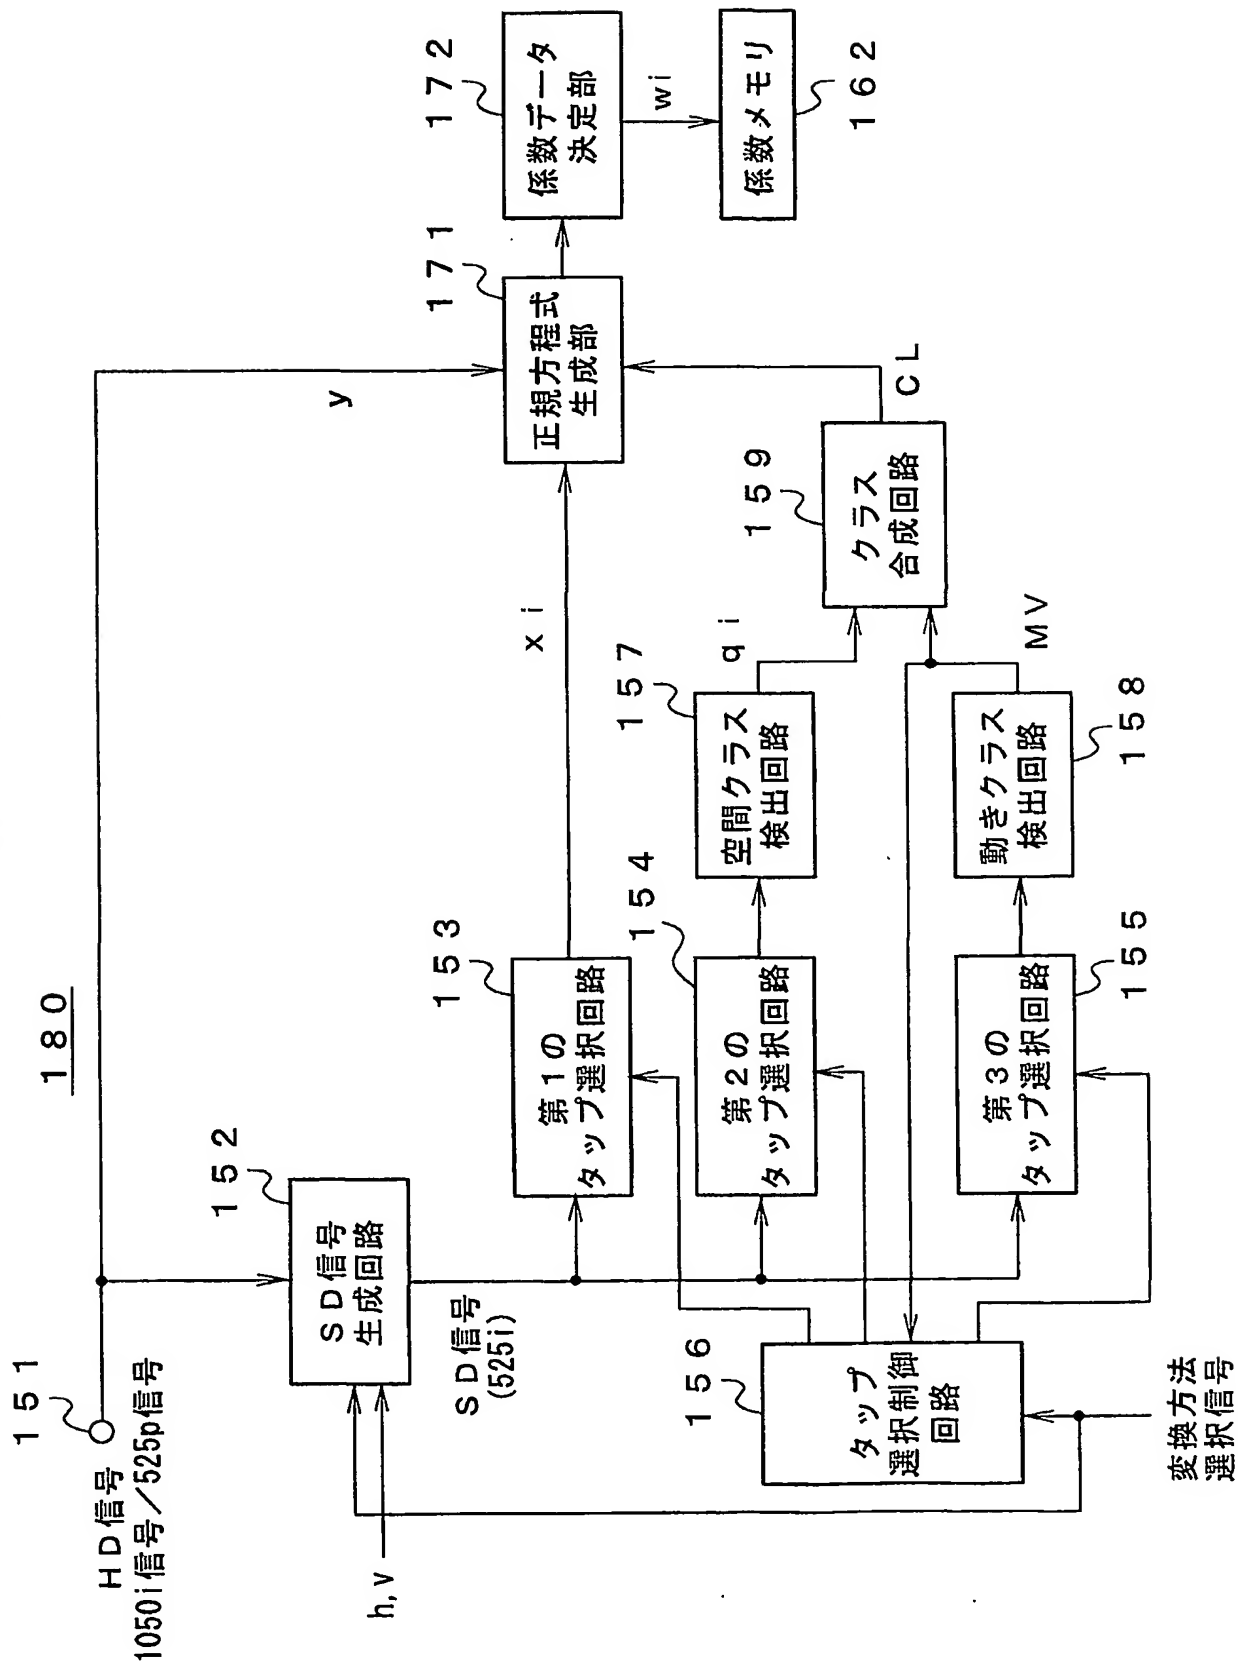 180
151
HD信号
1050i信号／525p信号
h,v
152
SD信号
生成回路
SD信号
(525i)
156
タップ
選択制御
回路
変換方法
選択信号
153
第1の
タップ選択回路
154
第2の
タップ選択回路
155
第3の
タップ選択回路
157
空間クラス
検出回路
158
動きクラス
検出回路
xi
qi
MV
159
クラス
合成回路
CL
y
171
正規方程式
生成部
172
係数データ
決定部
wi
係数メモリ
162